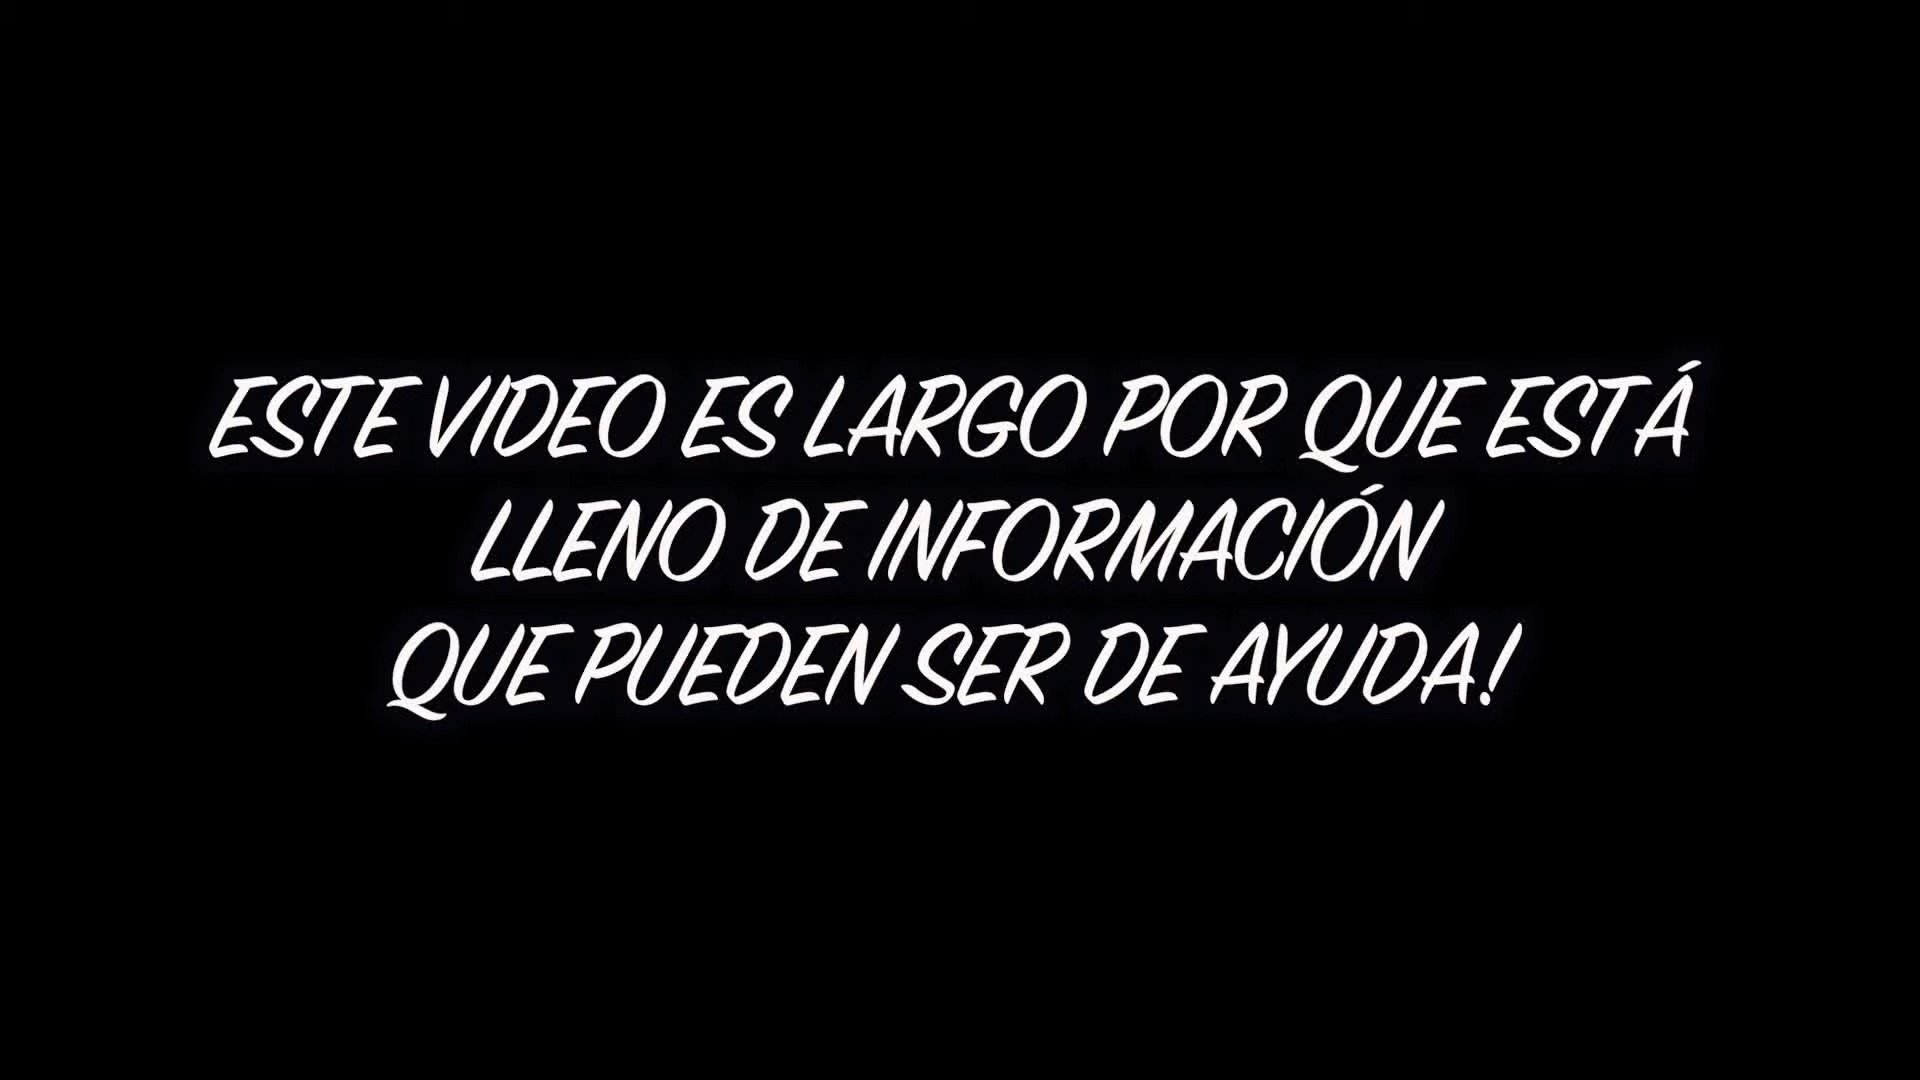 ESTE VIDEO ES LARGO POR QUE ESTÁ
LLENO DE INFORMACIÓN
QUE PUEDEN SER DE AYUDA!